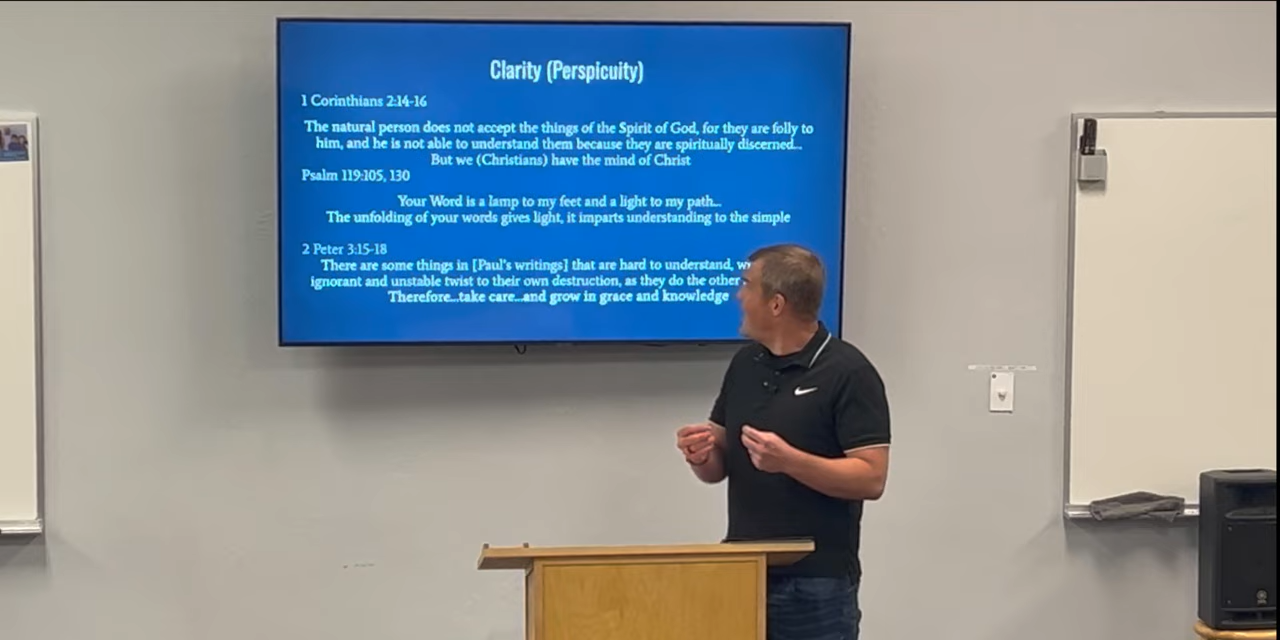 Clarity (Perspicuity)
1 Corinthians 2:14-16
The natural person does not accept the things of the Spirit of God, for they are folly to
him, and he is not able to understand them because they are spiritually discerned...
But we (Christians) have the mind of Christ
Psalm 119:105, 130
Your Word is a lamp to my feet and a light to my path...
The unfolding of your words gives light, it imparts understanding to the simple
2 Peter 3:15-18
There are some things in [Paul's writings] that are hard to understand,
ignorant and unstable twist to their own destruction, as they do the other
Therefore...take care...and grow in grace and knowledge